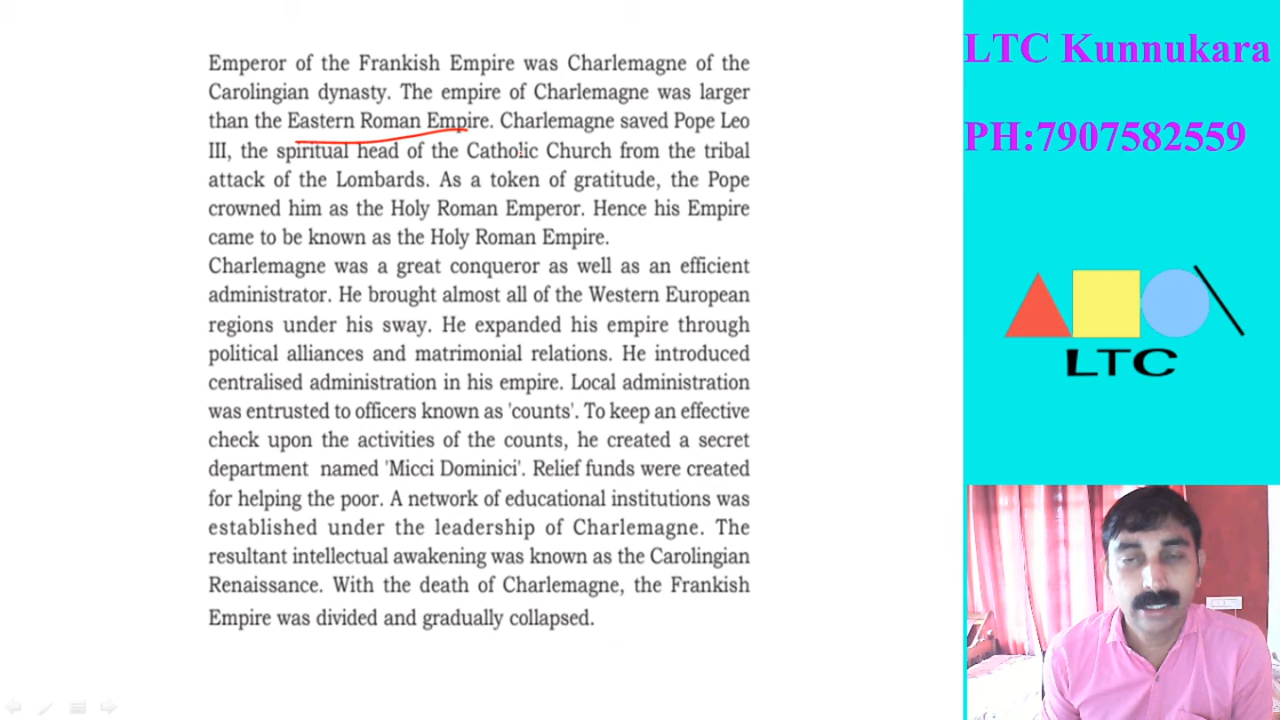 Emperor of the Frankish Empire was Charlemagne of the
Carolingian dynasty. The empire of Charlemagne was larger
than the Eastern Roman Empire. Charlemagne saved Pope Leo
III, the spiritual head of the Catholic Church from the tribal
attack of the Lombards. As a token of gratitude, the Pope
crowned him as the Holy Roman Emperor. Hence his Empire
came to be known as the Holy Roman Empire.
Charlemagne was a great conqueror as well as an efficient
administrator. He brought almost all of the Western European
regions under his sway. He expanded his empire through
political alliances and matrimonial relations. He introduced
centralised administration in his empire. Local administration
was entrusted to officers known as 'counts'. To keep an effective
check upon the activities of the counts, he created a secret
department named 'Micci Dominici'. Relief funds were created
for helping the poor. A network of educational institutions was
established under the leadership of Charlemagne. The
resultant intellectual awakening was known as the Carolingian
Renaissance. With the death of Charlemagne, the Frankish
Empire was divided and gradually collapsed.
LTC Kunnukara
PH:7907582559
LTC